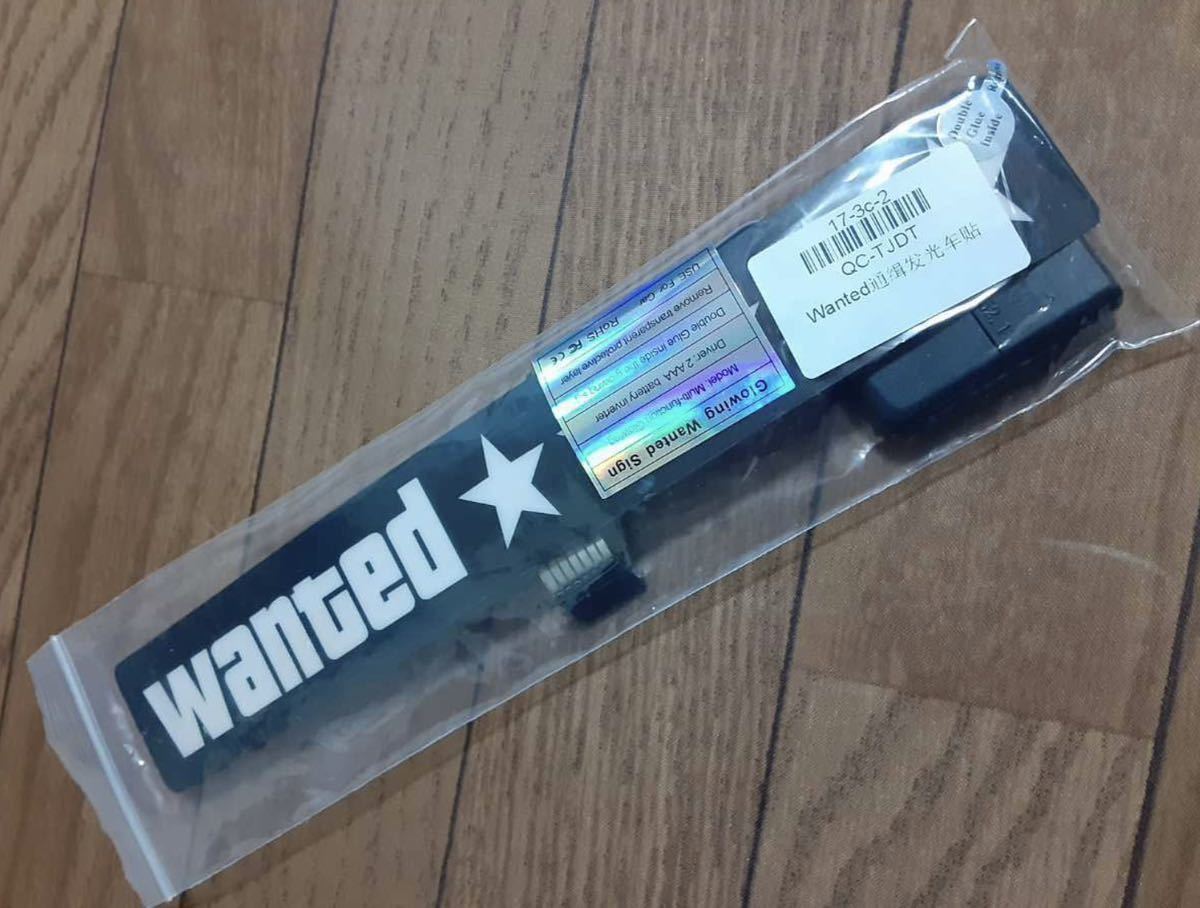 wanted
Glowing Wanted Sign
Model: Multi-function Glowing
Driver: 2 AAA battery inverter
Double Glue inside the
Remove transparent protective layer
USE For Car RoHS FC CE
17-3c-2
QC-TJDT
Wanted通缉发光车贴
Double
Glue
Inside